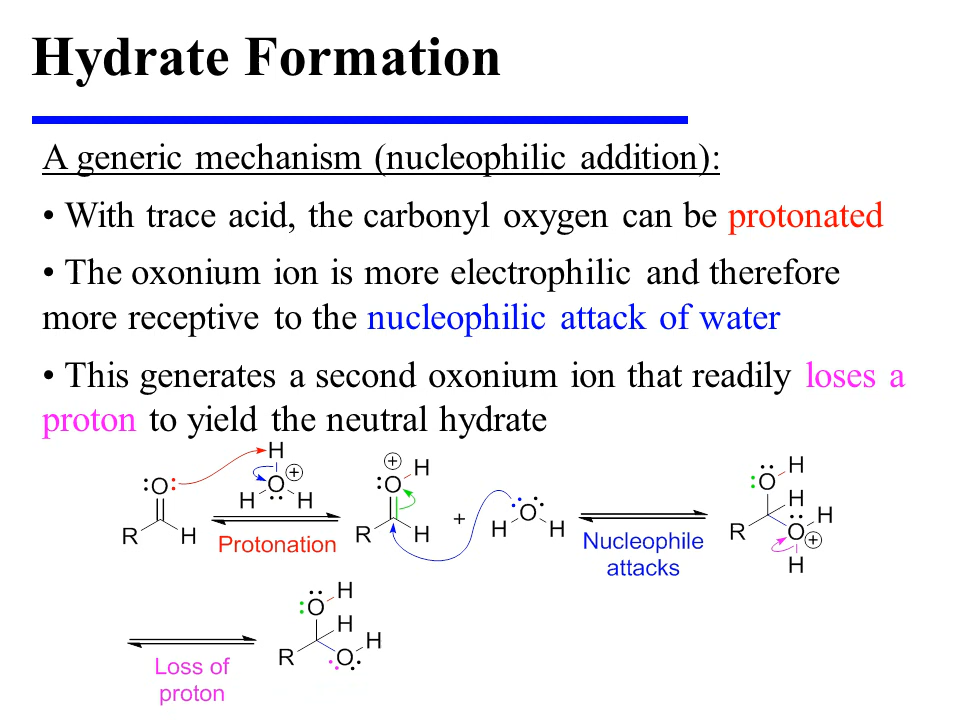 Hydrate Formation
A generic mechanism (nucleophilic addition):
• With trace acid, the carbonyl oxygen can be protonated
• The oxonium ion is more electrophilic and therefore
more receptive to the nucleophilic attack of water
• This generates a second oxonium ion that readily loses a
proton to yield the neutral hydrate
H
O
R H
O +
H H
Protonation
+ H
O
R H
+
O
H H
Nucleophile
attacks
H
O
H
R O H
+
H
Loss of
proton
H
O
H
R O H